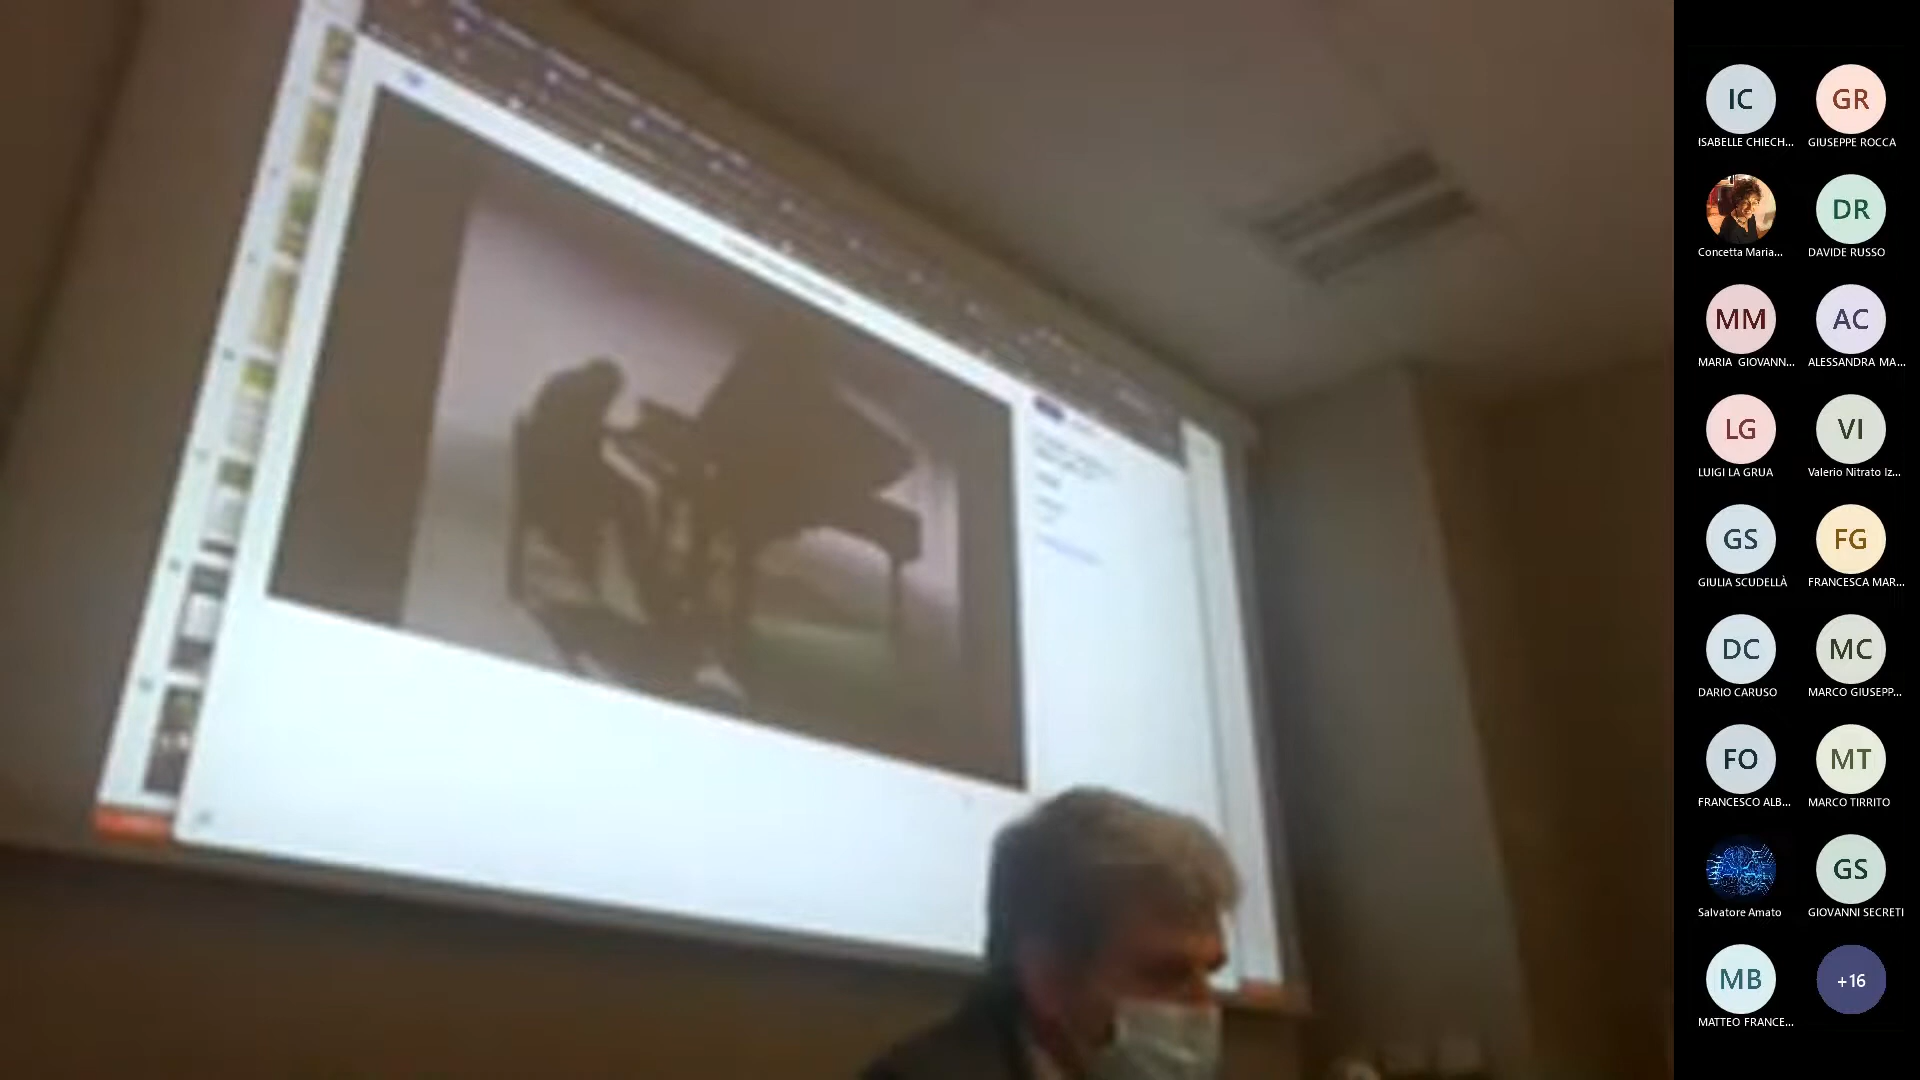 IC
GR
ISABELLE CHIECH...
GIUSEPPE ROCCA
DR
Concetta Maria...
DAVIDE RUSSO
MM
AC
MARIA GIOVANN...
ALESSANDRA MA...
LG
VI
LUIGI LA GRUA
Valerio Nitrato Iz...
GS
FG
GIULIA SCUDELLÀ
FRANCESCA MAR...
DC
MC
DARIO CARUSO
MARCO GIUSEPP...
FO
MT
FRANCESCO ALB...
MARCO TIRRITO
GS
Salvatore Amato
GIOVANNI SECRETI
MB
+16
MATTEO FRANCE...